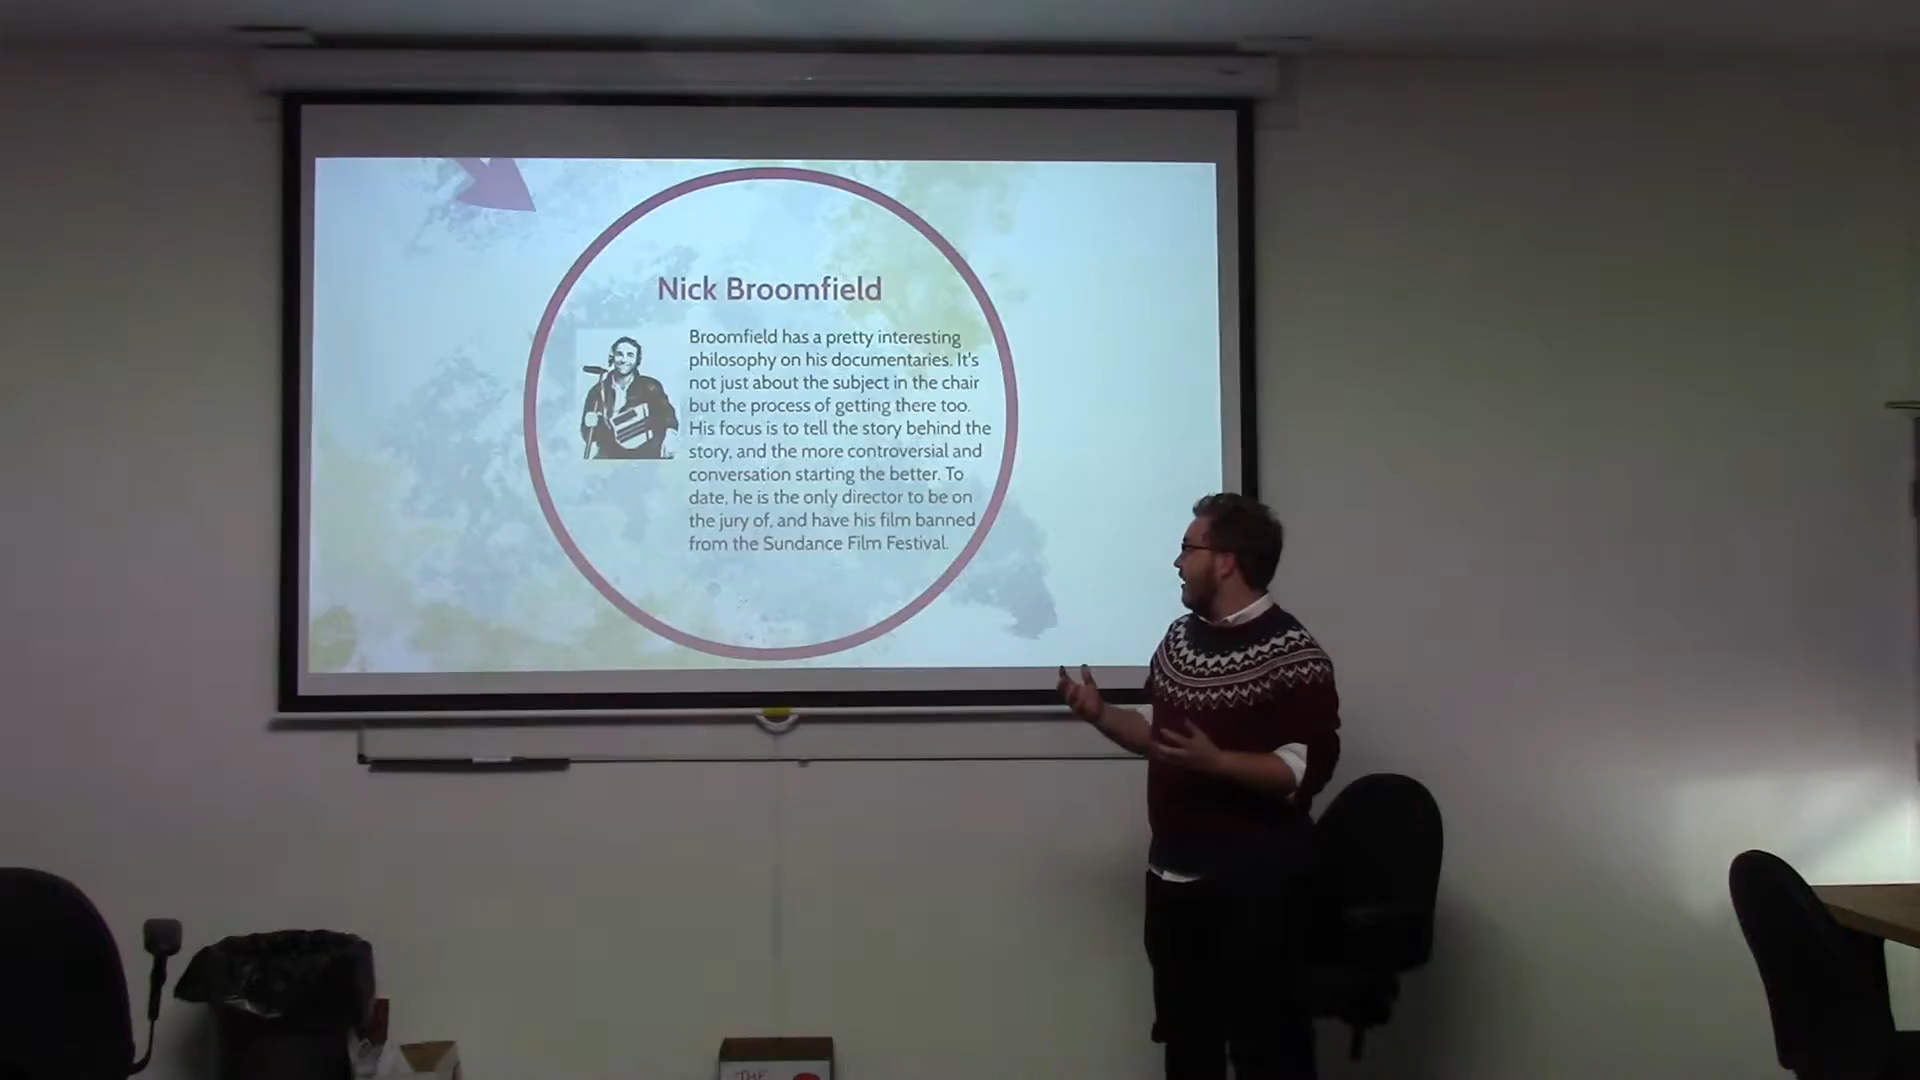 Nick Broomfield
Broomfield has a pretty interesting
philosophy on his documentaries. It's
not just about the subject in the chair
but the process of getting there too.
His focus is to tell the story behind the
story, and the more controversial and
conversation starting the better. To
date, he is the only director to be on
the jury of, and have his film banned
from the Sundance Film Festival.
THE